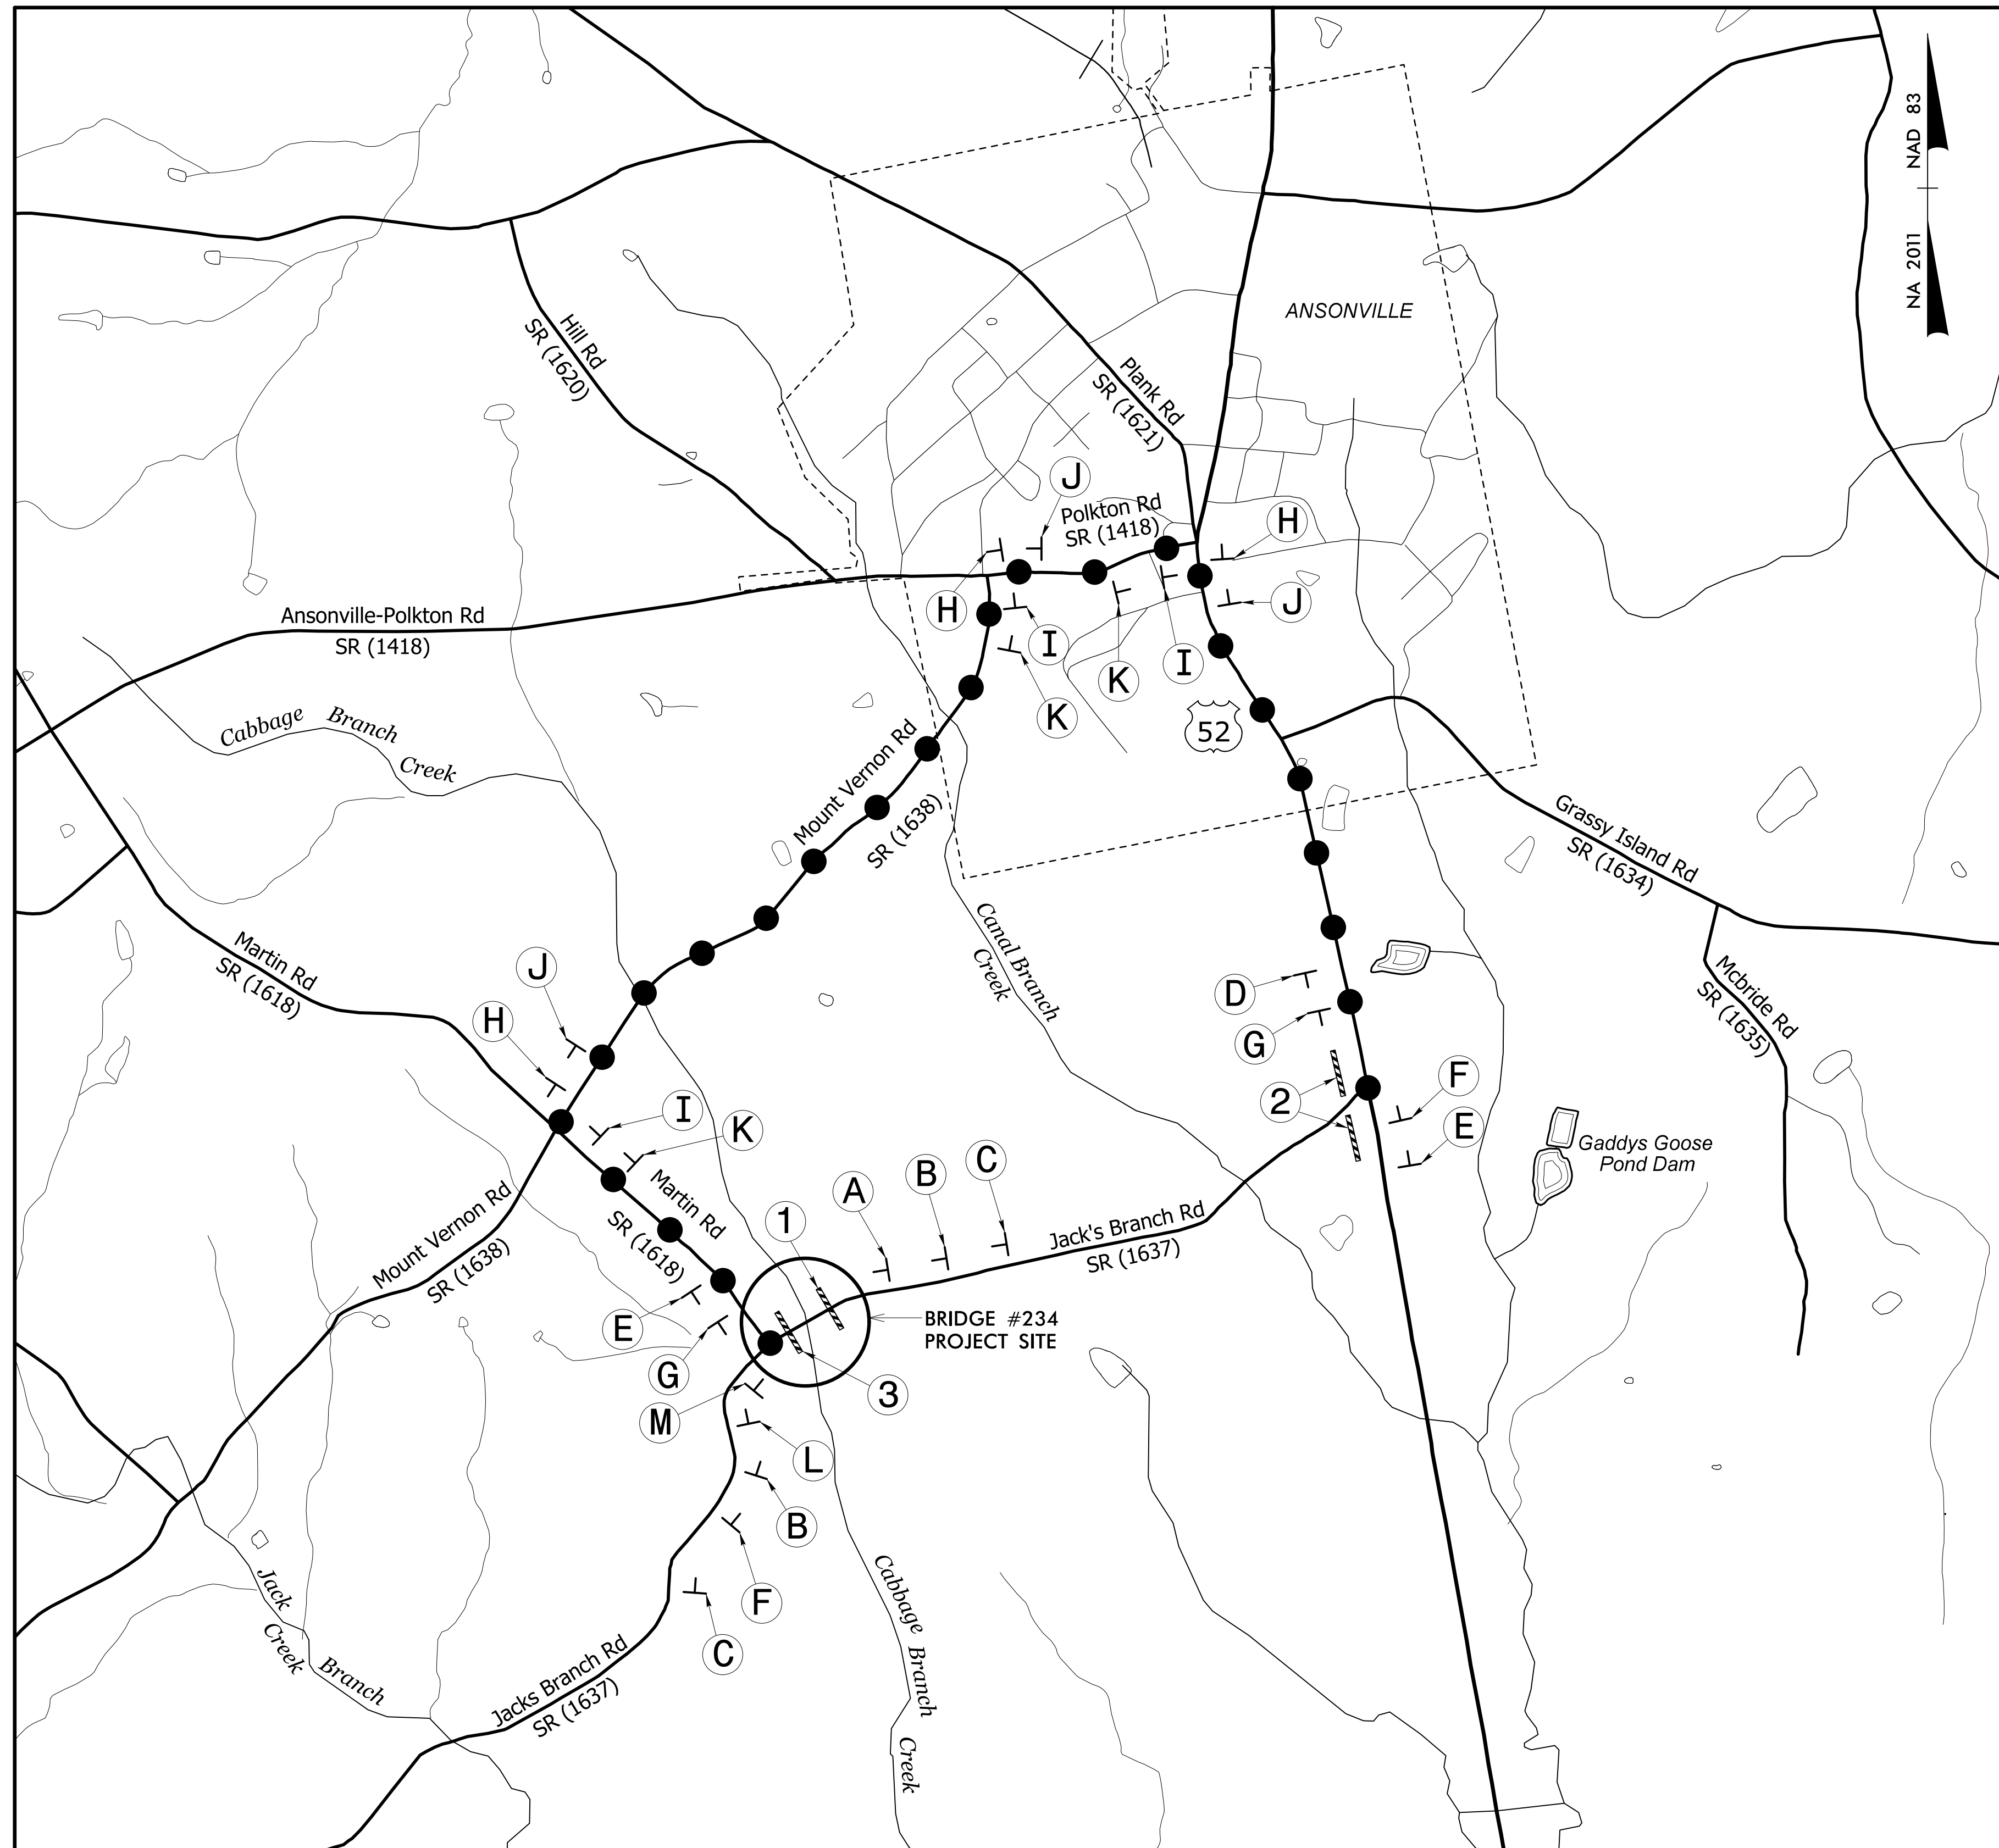 NAD 83
NA 2011
ANSONVILLE
Hill Rd
SR (1620)
Plank Rd
SR (1621)
J
Polkton Rd
SR (1418)
H
H
I
K
K
I
J
Ansonville-Polkton Rd
SR (1418)
52
Cabbage Branch
Creek
Mount Vernon Rd
SR (1638)
Grassy Island Rd
SR (1634)
Martin Rd
SR (1618)
Canal Branch
Creek
Mcbride Rd
SR (1635)
J
H
D
G
2
F
E
I
K
Gaddys Goose
Pond Dam
A
B
C
1
Martin Rd
SR (1618)
Mount Vernon Rd
SR (1638)
Jack's Branch Rd
SR (1637)
BRIDGE #234
PROJECT SITE
E
G
M
3
L
B
F
C
Cabbage Branch
Creek
Jack
Creek
Branch
Jacks Branch Rd
SR (1637)